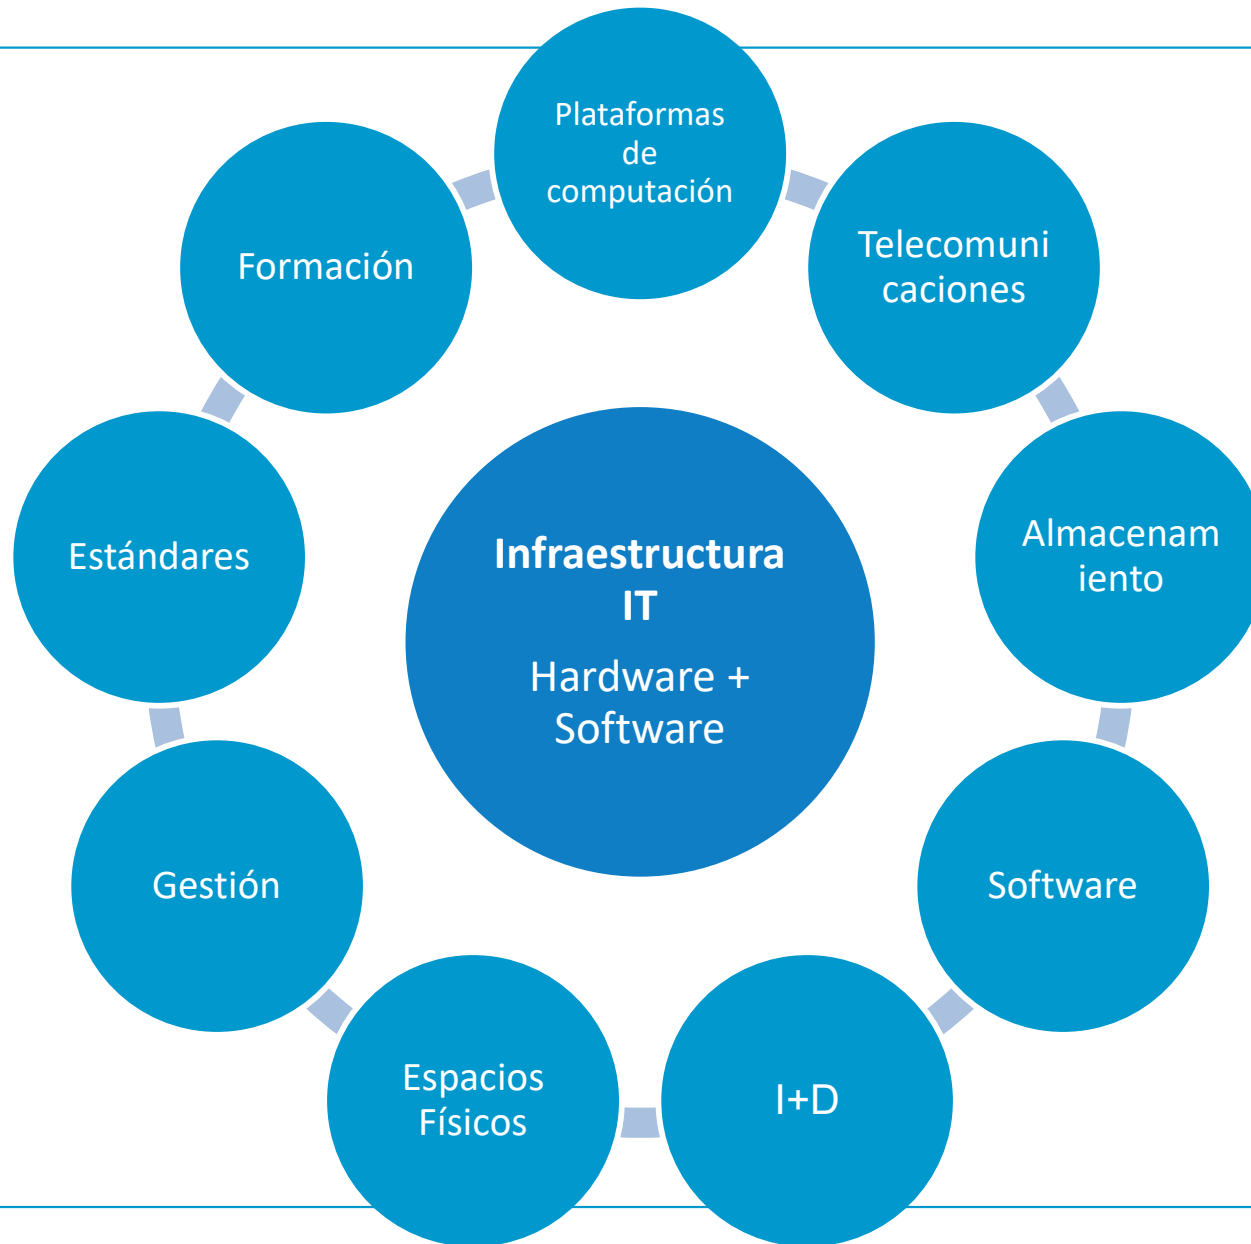 Plataformas
de
computación
Telecomuni
caciones
Almacenam
iento
Software
I+D
Espacios
Físicos
Gestión
Estándares
Formación
Infraestructura
IT
Hardware +
Software